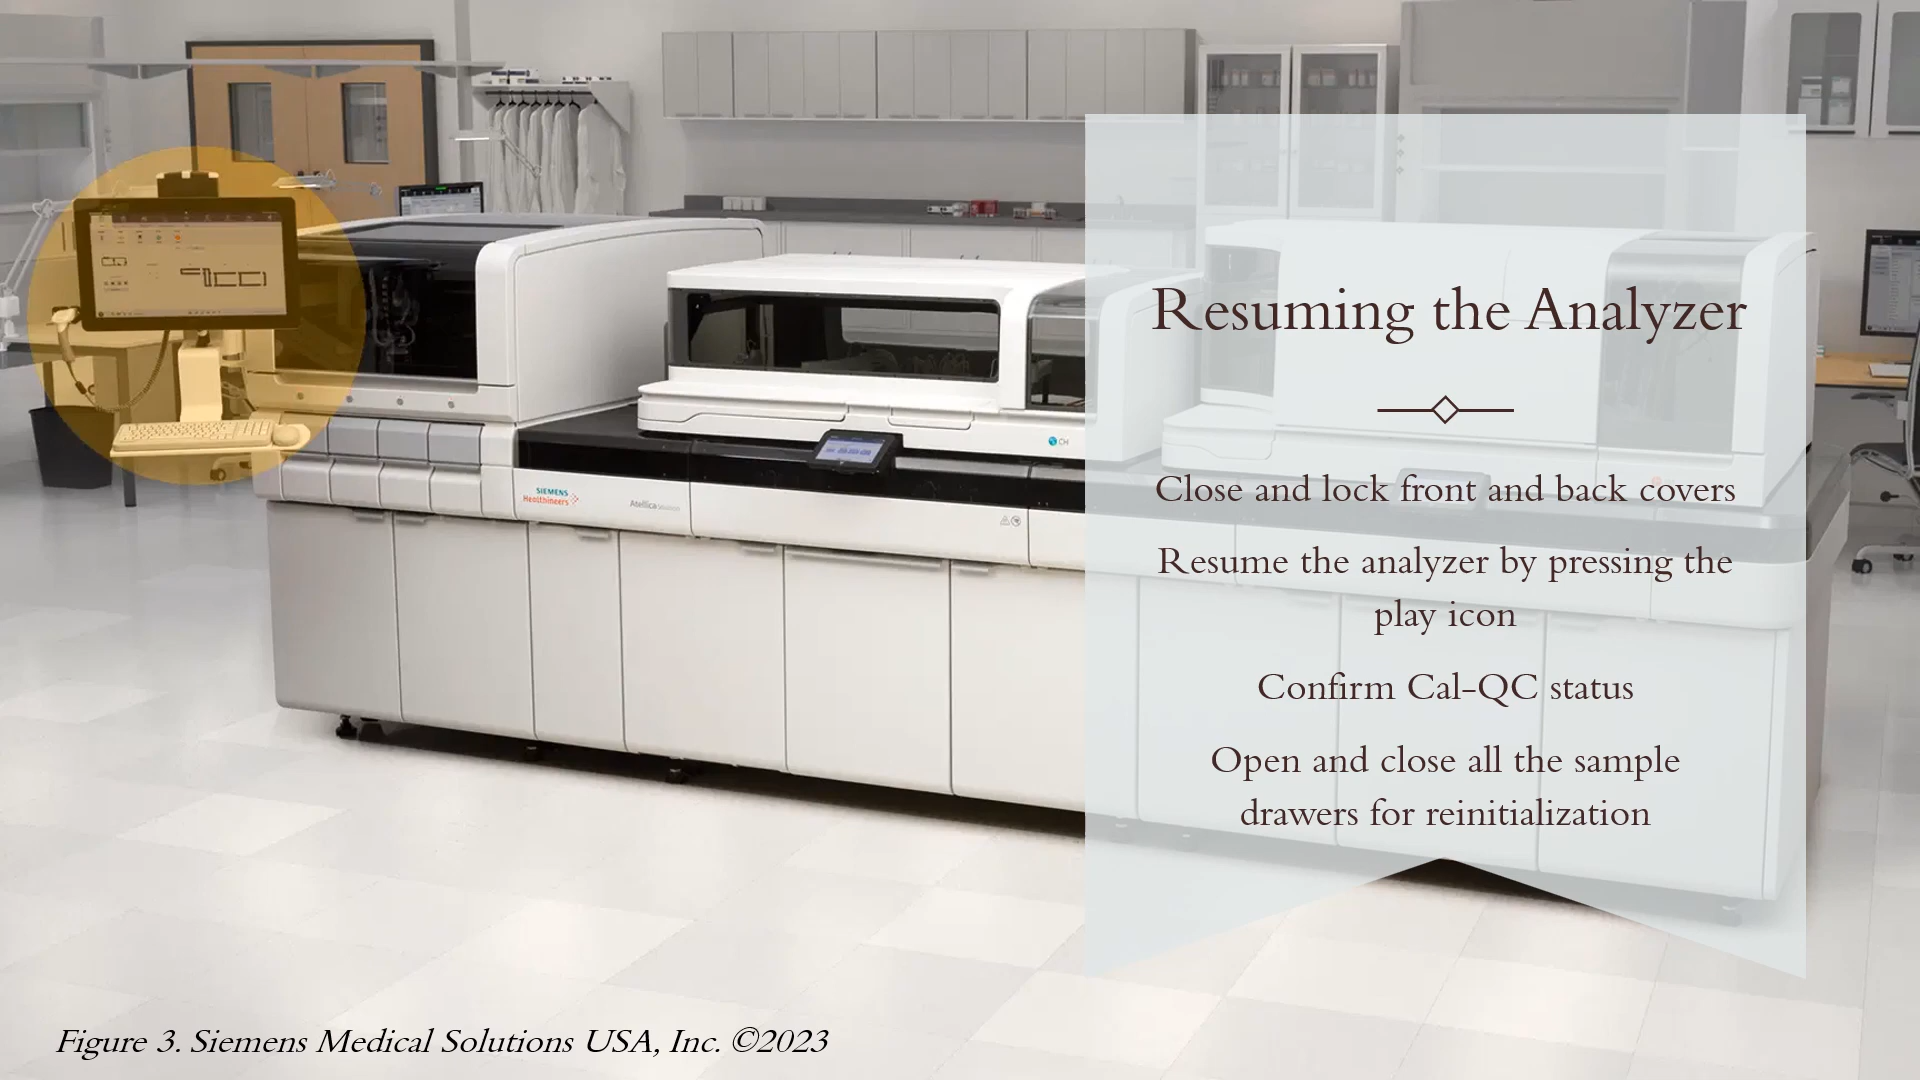 Resuming the Analyzer
Close and lock front and back covers
Resume the analyzer by pressing the
play icon
Confirm Cal-QC status
Open and close all the sample
drawers for reinitialization
CH
SIEMENS
Healthineers
Atellica Solution
Figure 3. Siemens Medical Solutions USA, Inc. ©2023